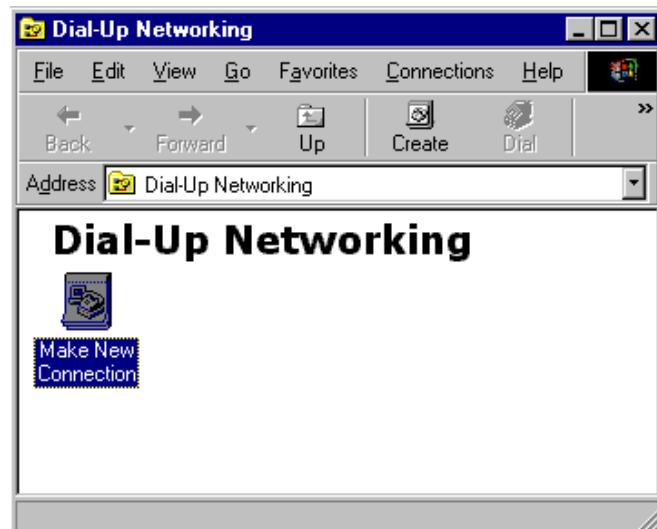 Dial-Up Networking
File Edit View Go Favorites Connections Help
Back Forward Up Create Dial »
Address Dial-Up Networking
Dial-Up Networking
Make New
Connection